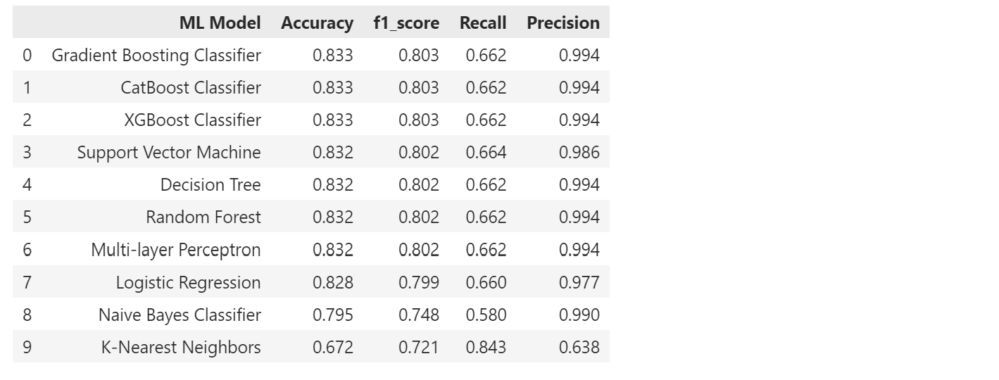 ML Model Accuracy f1_score Recall Precision
0 Gradient Boosting Classifier 0.833 0.803 0.662 0.994
1 CatBoost Classifier 0.833 0.803 0.662 0.994
2 XGBoost Classifier 0.833 0.803 0.662 0.994
3 Support Vector Machine 0.832 0.802 0.664 0.986
4 Decision Tree 0.832 0.802 0.662 0.994
5 Random Forest 0.832 0.802 0.662 0.994
6 Multi-layer Perceptron 0.832 0.802 0.662 0.994
7 Logistic Regression 0.828 0.799 0.660 0.977
8 Naive Bayes Classifier 0.795 0.748 0.580 0.990
9 K-Nearest Neighbors 0.672 0.721 0.843 0.638